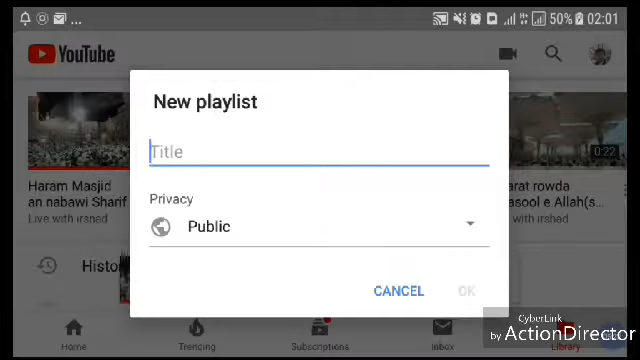 ... 50% 02:01
YouTube
New playlist
Title
0:22
Haram Masjid
an nabawi Sharif
Live with irshad
arat rowda
asool e Allah(s...
e with irshad
Privacy
Public
Histo
CANCEL OK
CyberLink
by ActionDirector
Home Trending Subscriptions Inbox Library